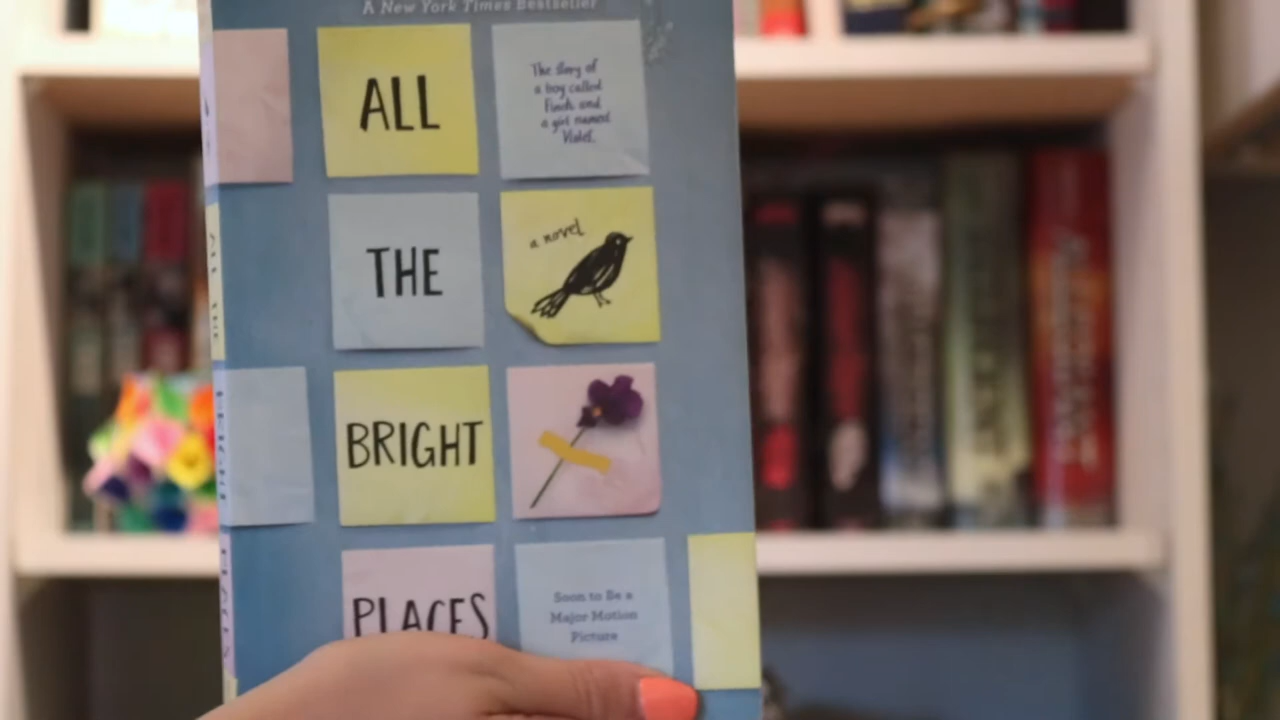 A New York Times Bestseller
ALL
The story of
a boy called
Finch and
a girl named
Violet.
THE
a novel
BRIGHT
PLACES
Soon to Be a
Major Motion
Picture